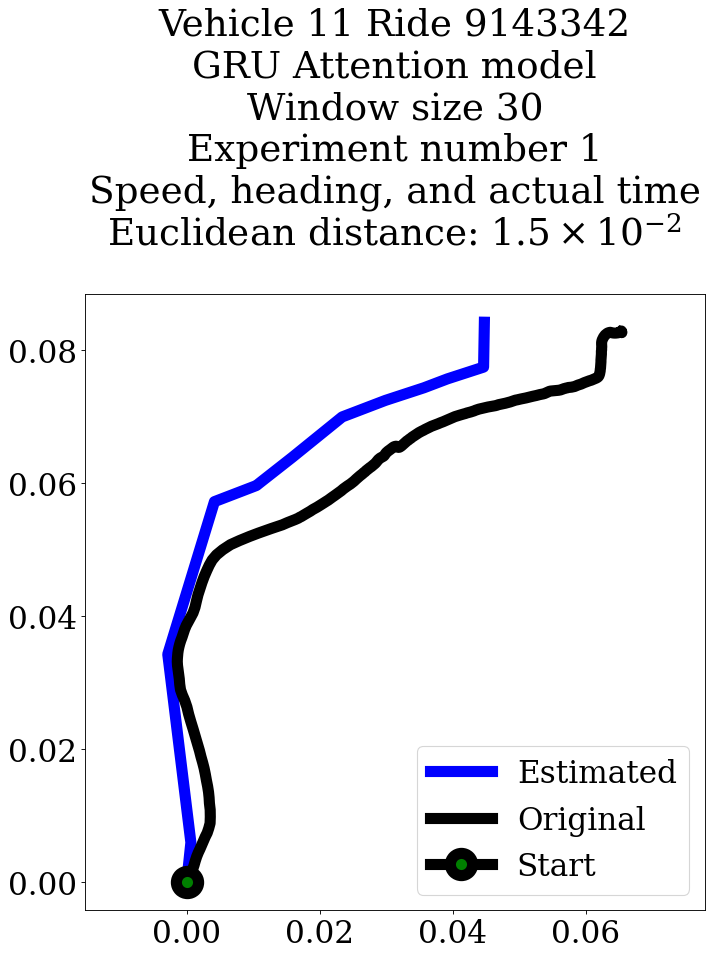 Vehicle 11 Ride 9143342
GRU Attention model
Window size 30
Experiment number 1
Speed, heading, and actual time
Euclidean distance: 1.5 × 10⁻²
0.08
0.06
0.04
0.02
0.00
Estimated
Original
Start
0.00 0.02 0.04 0.06